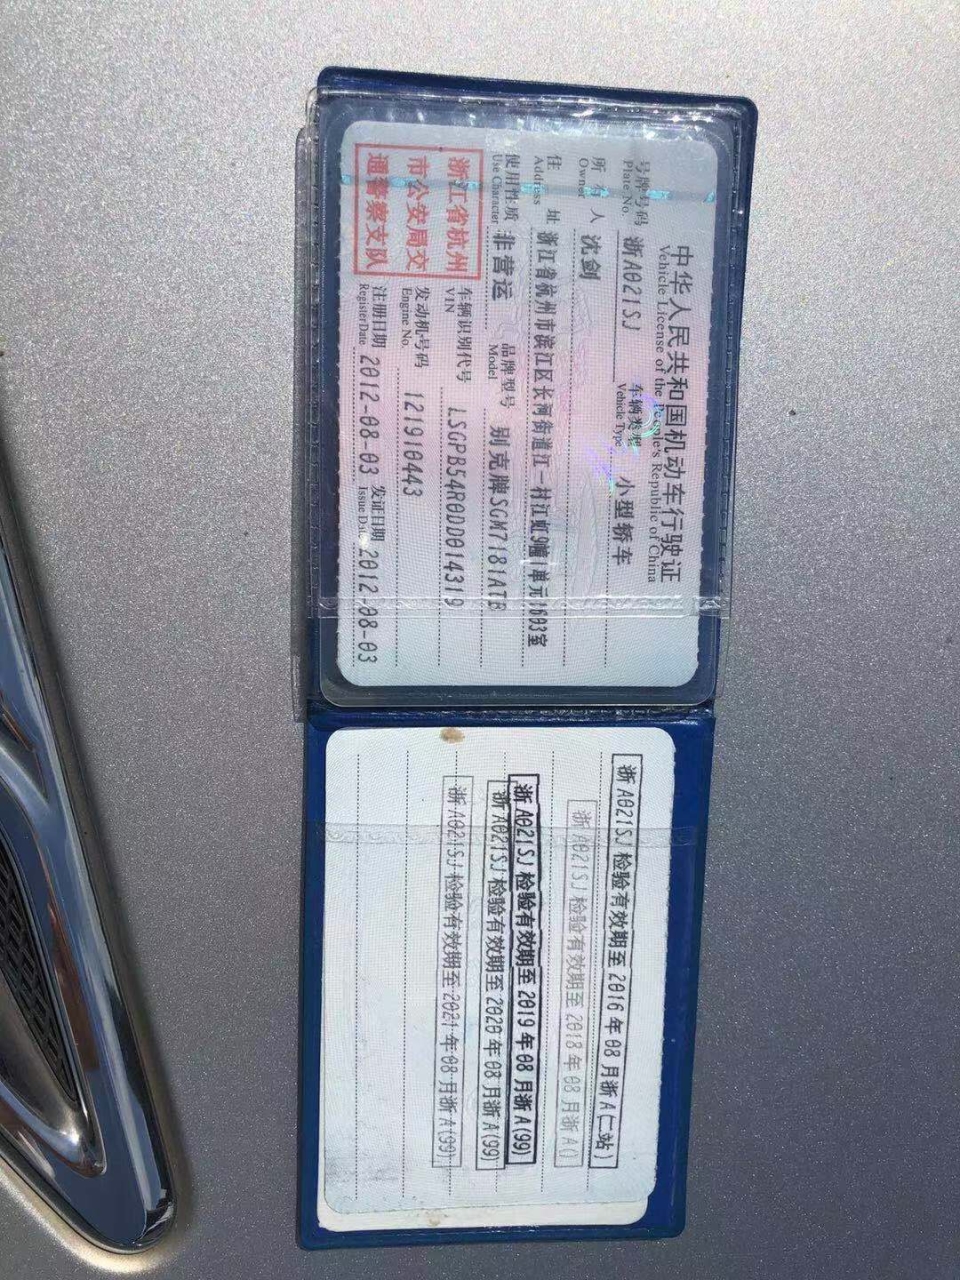 中华人民共和国机动车行驶证
Vehicle License of the People's Republic of China
号牌号码 浙A021SJ 车辆类型 小型轿车
Plate No. Vehicle Type
所有人 沈剑
Owner
住址 浙江省杭州市滨江区长河街道江一村江虹9幢1单元1603室
Address
使用性质 非营运 品牌型号 别克牌SGM7181ATB
Use Character Model
浙江省杭州
市公安局交
通警察支队
车辆识别代号 LSGPB54R0DD014319
VIN
发动机号码 121910443
Engine No.
注册日期 2012-08-03 发证日期 2012-08-03
Register Date Issue Date
浙A021SJ检验有效期至2016年08月浙A(仁站)
浙A021SJ检验有效期至2018年08月浙A()
浙A021SJ检验有效期至2019年08月浙A(99)
浙A021SJ检验有效期至2020年08月浙A(99)
浙A021SJ检验有效期至2021年08月浙A(99)